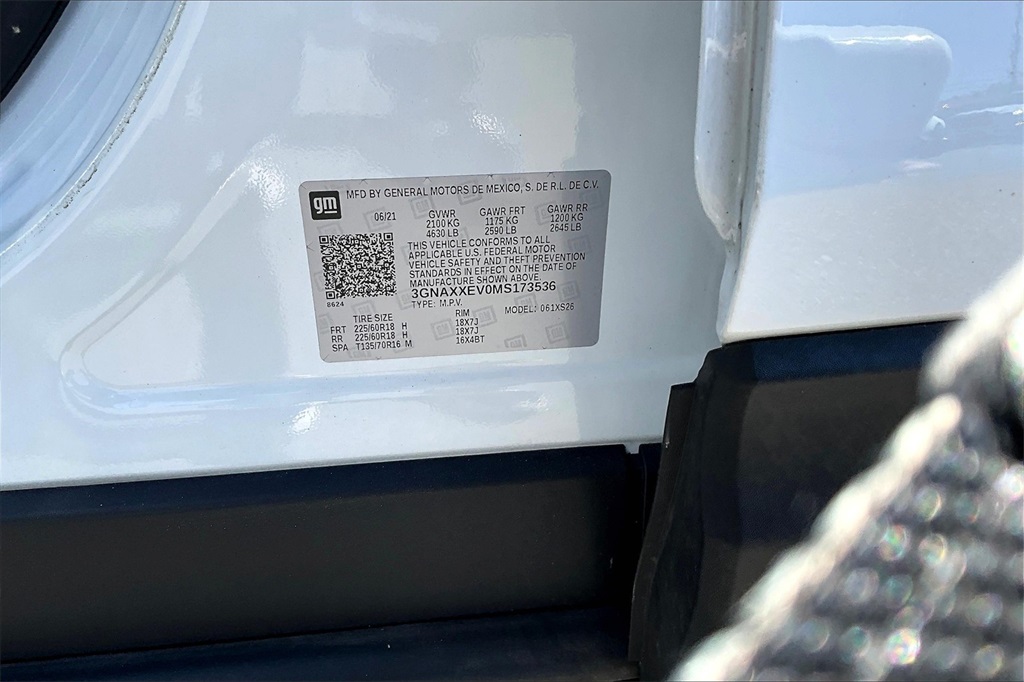 gm MFD BY GENERAL MOTORS DE MEXICO, S. DE R.L. DE C.V.
06/21 GVWR GAWR FRT GAWR RR
2100 KG 1175 KG 1200 KG
4630 LB 2590 LB 2645 LB
THIS VEHICLE CONFORMS TO ALL
APPLICABLE U.S. FEDERAL MOTOR
VEHICLE SAFETY AND THEFT PREVENTION
STANDARDS IN EFFECT ON THE DATE OF
MANUFACTURE SHOWN ABOVE.
3GNAXXEV0MS173536
8624 TYPE: M.P.V. MODEL: 061XS26
TIRE SIZE RIM
FRT 225/60R18 H 18X7J
RR 225/60R18 H 18X7J
SPA T135/70R16 M 16X4BT